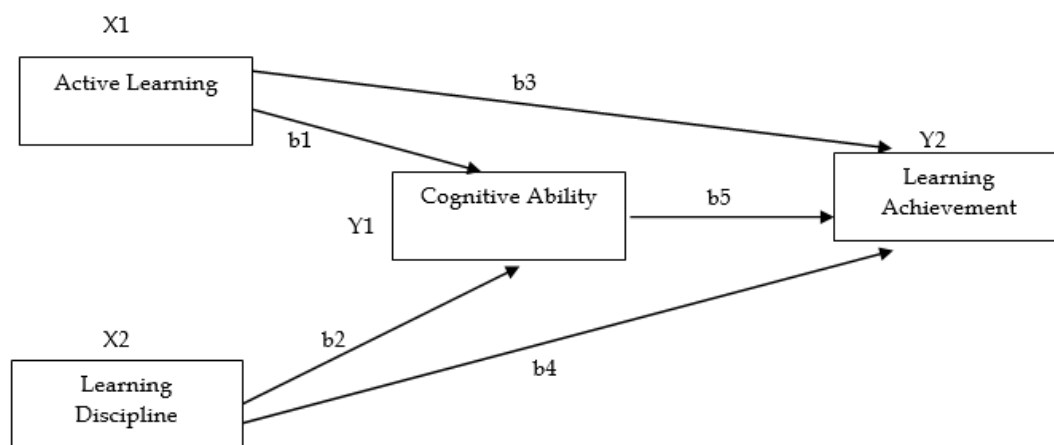 X1
Active Learning
b3
b1
Y2
Learning
Achievement
Cognitive Ability
b5
Y1
X2
b2
b4
Learning
Discipline